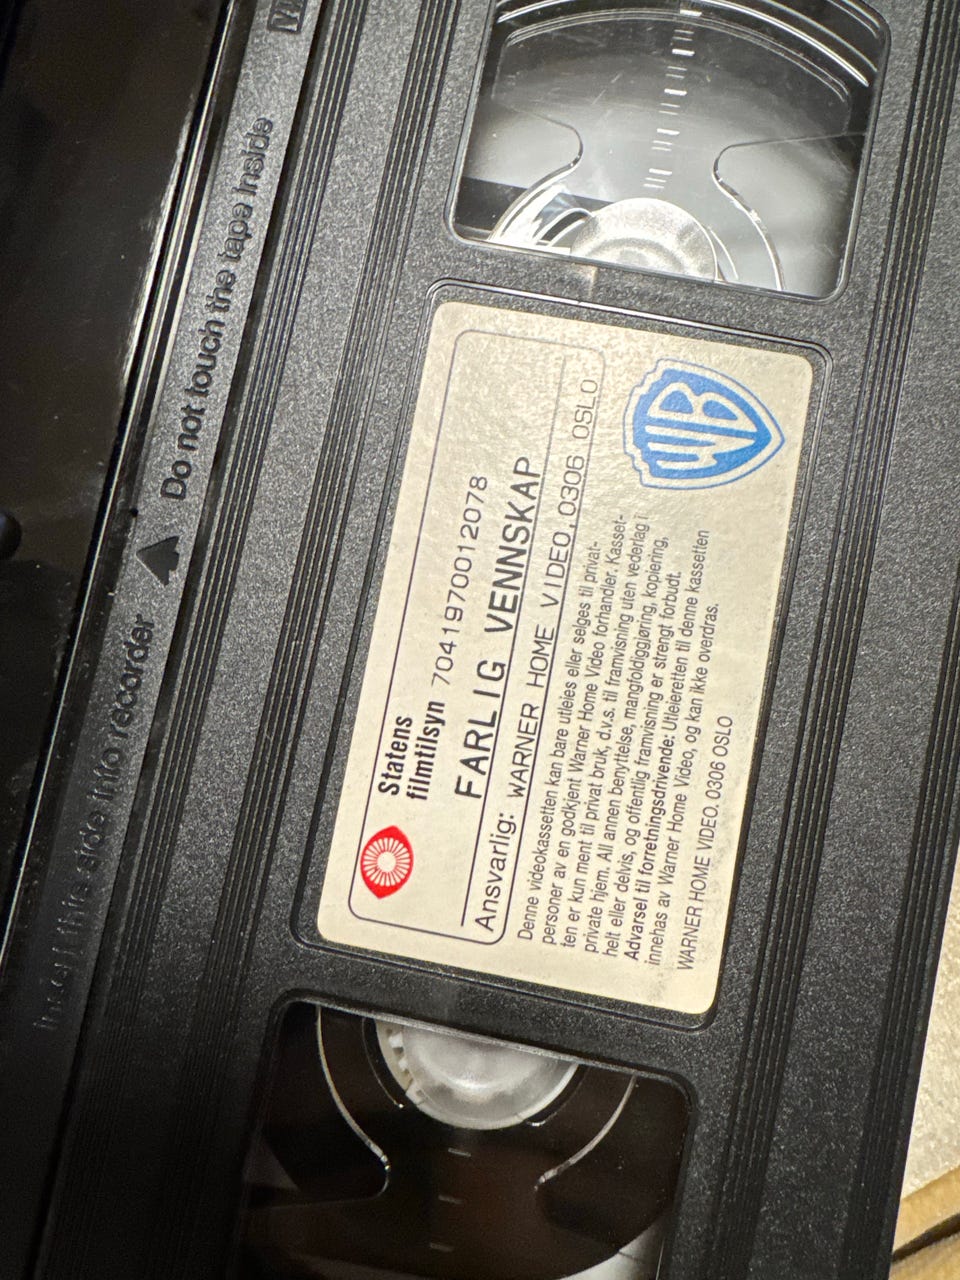 Insert this side into recorder
Do not touch the tape inside
Statens
filmtilsyn 7041970012078
FARLIG VENNSKAP
Ansvarlig: WARNER HOME VIDEO, 0306 OSLO
Denne videokassetten kan bare utleies eller selges til privat-
personer av en godkjent Warner Home Video forhandler. Kasset-
ten er kun ment til privat bruk, d.v.s. til framvisning uten vederlag i
private hjem. All annen benyttelse, mangfoldiggjøring, kopiering,
helt eller delvis, og offentlig framvisning er strengt forbudt.
Advarsel til forretningsdrivende: Utleieretten til denne kassetten
innehas av Warner Home Video, og kan ikke overdras.
WARNER HOME VIDEO. 0306 OSLO
WB